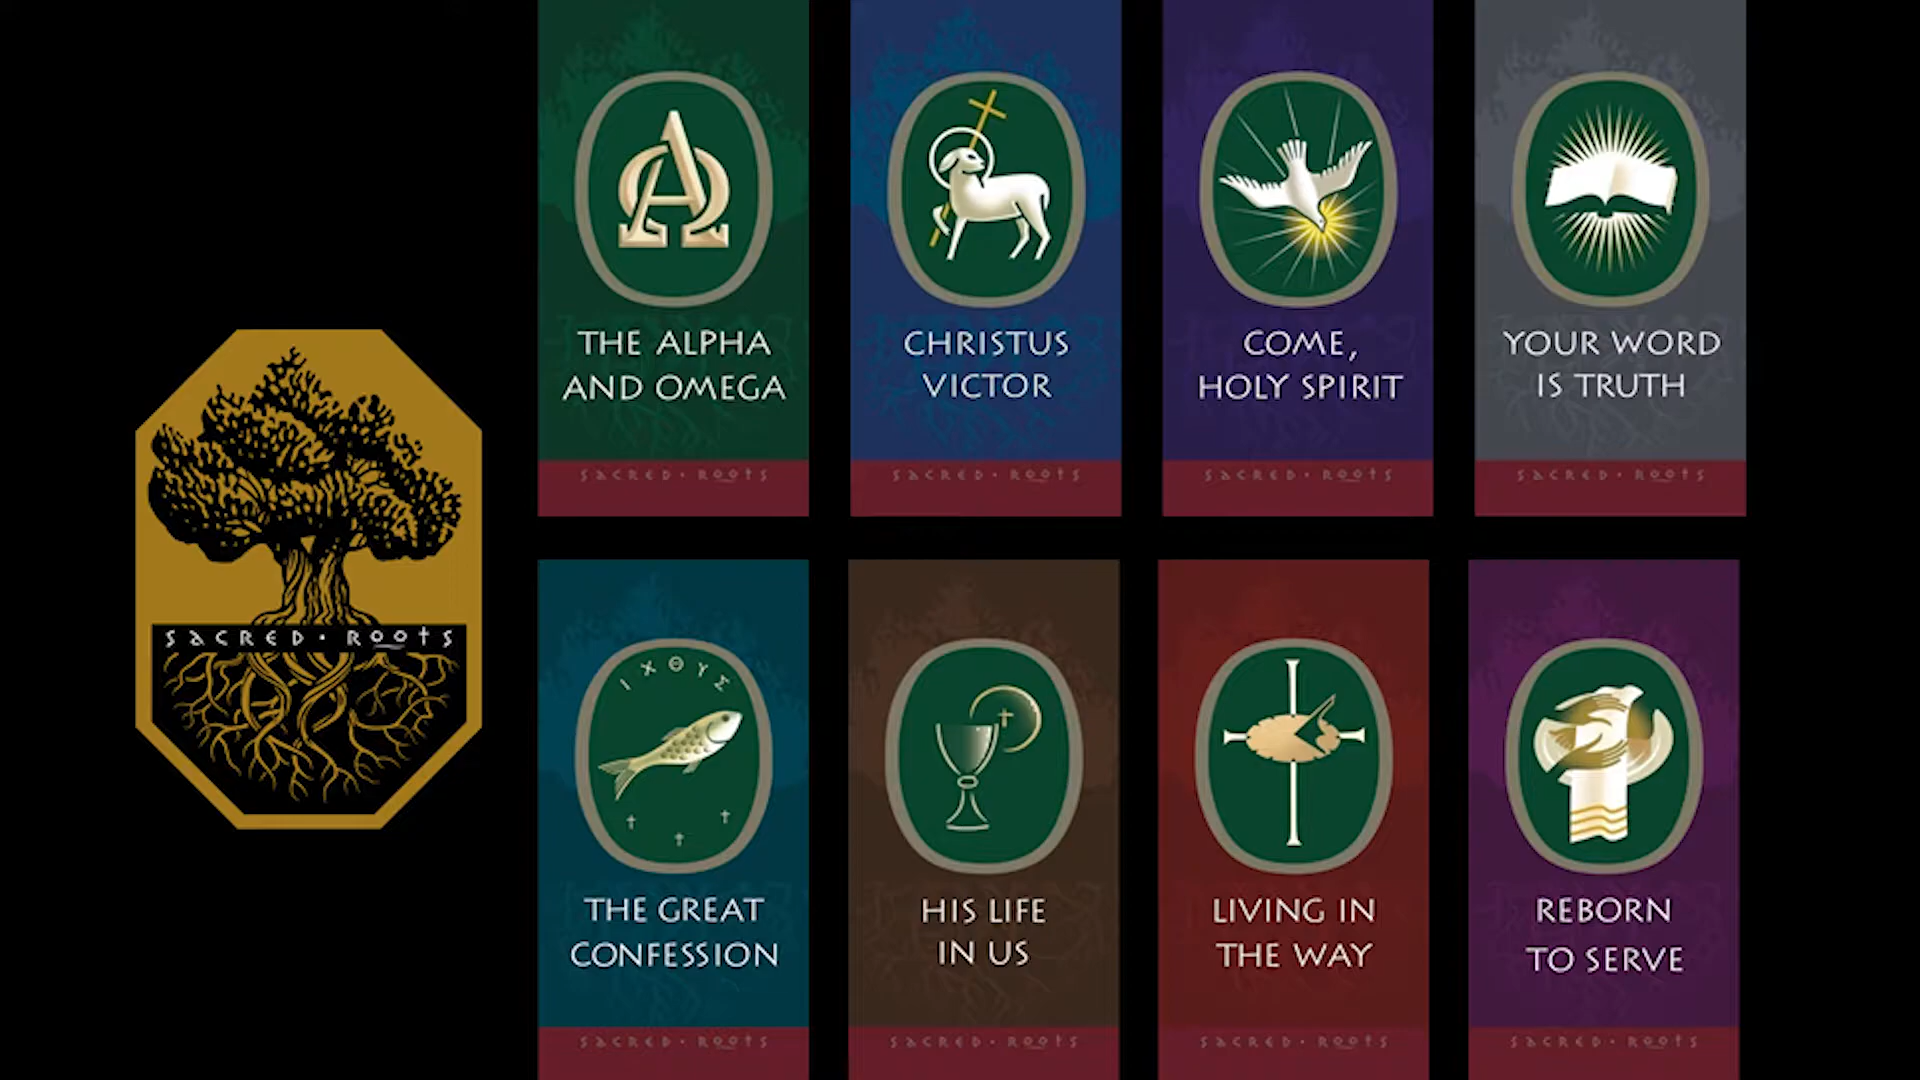 THE ALPHA
AND OMEGA
SACRED · ROOTS
CHRISTUS
VICTOR
SACRED · ROOTS
COME,
HOLY SPIRIT
SACRED · ROOTS
YOUR WORD
IS TRUTH
SACRED · ROOTS
SACRED · ROOTS
ΙΧΘΥΣ
THE GREAT
CONFESSION
SACRED · ROOTS
HIS LIFE
IN US
SACRED · ROOTS
LIVING IN
THE WAY
SACRED · ROOTS
REBORN
TO SERVE
SACRED · ROOTS